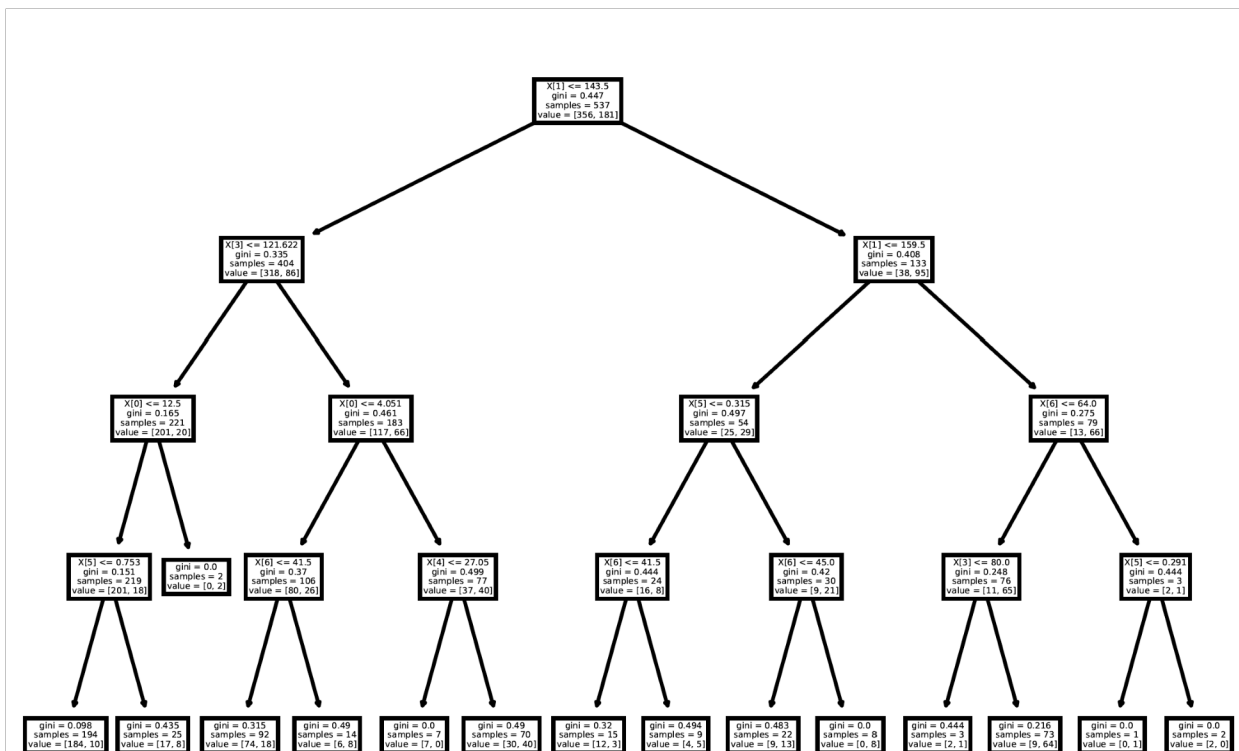 X[1] <= 143.5
gini = 0.447
samples = 537
value = [356, 181]
X[3] <= 121.622
gini = 0.335
samples = 404
value = [318, 86]
X[1] <= 159.5
gini = 0.408
samples = 133
value = [38, 95]
X[0] <= 12.5
gini = 0.165
samples = 221
value = [201, 20]
X[0] <= 4.051
gini = 0.461
samples = 183
value = [117, 66]
X[5] <= 0.315
gini = 0.497
samples = 54
value = [25, 29]
X[6] <= 64.0
gini = 0.275
samples = 79
value = [13, 66]
X[5] <= 0.753
gini = 0.151
samples = 219
value = [201, 18]
gini = 0.0
samples = 2
value = [0, 2]
X[6] <= 41.5
gini = 0.37
samples = 106
value = [80, 26]
X[4] <= 27.05
gini = 0.499
samples = 77
value = [37, 40]
X[6] <= 41.5
gini = 0.444
samples = 24
value = [16, 8]
X[6] <= 45.0
gini = 0.42
samples = 30
value = [9, 21]
X[3] <= 80.0
gini = 0.248
samples = 76
value = [11, 65]
X[5] <= 0.291
gini = 0.444
samples = 3
value = [2, 1]
gini = 0.098
samples = 194
value = [184, 10]
gini = 0.435
samples = 25
value = [17, 8]
gini = 0.315
samples = 92
value = [74, 18]
gini = 0.49
samples = 14
value = [6, 8]
gini = 0.0
samples = 7
value = [7, 0]
gini = 0.49
samples = 70
value = [30, 40]
gini = 0.32
samples = 15
value = [12, 3]
gini = 0.494
samples = 9
value = [4, 5]
gini = 0.483
samples = 22
value = [9, 13]
gini = 0.0
samples = 8
value = [0, 8]
gini = 0.444
samples = 3
value = [2, 1]
gini = 0.216
samples = 73
value = [9, 64]
gini = 0.0
samples = 1
value = [0, 1]
gini = 0.0
samples = 2
value = [2, 0]